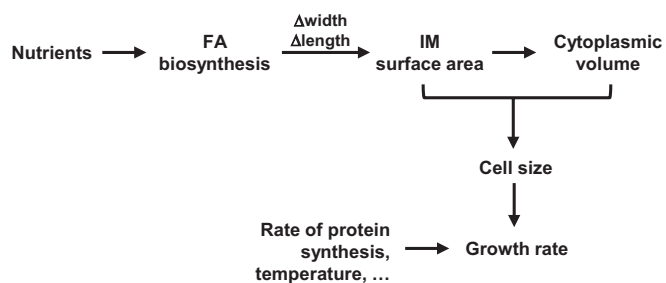 Nutrients
FA
biosynthesis
Δwidth
Δlength
IM
surface area
Cytoplasmic
volume
Cell size
Rate of protein
synthesis,
temperature, …
Growth rate